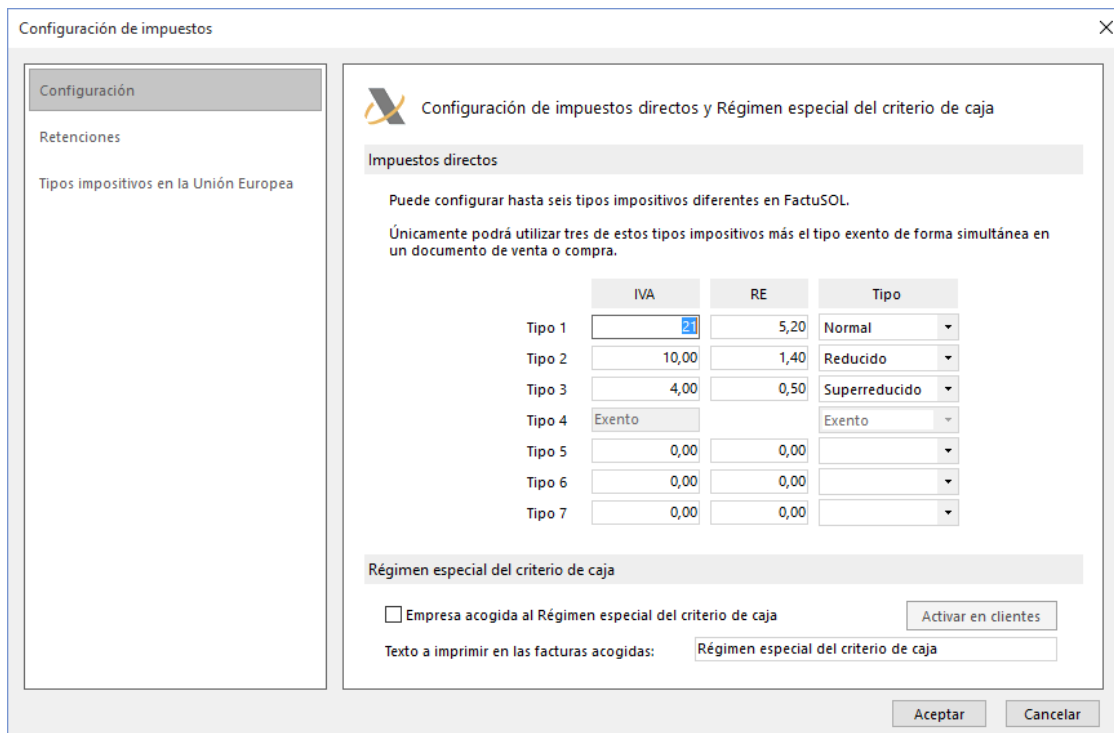 Configuración de impuestos
Configuración
Retenciones
Tipos impositivos en la Unión Europea
Configuración de impuestos directos y Régimen especial del criterio de caja
Impuestos directos
Puede configurar hasta seis tipos impositivos diferentes en FactuSOL.
Únicamente podrá utilizar tres de estos tipos impositivos más el tipo exento de forma simultánea en
un documento de venta o compra.
IVA RE Tipo
Tipo 1 21 5,20 Normal
Tipo 2 10,00 1,40 Reducido
Tipo 3 4,00 0,50 Superreducido
Tipo 4 Exento Exento
Tipo 5 0,00 0,00
Tipo 6 0,00 0,00
Tipo 7 0,00 0,00
Régimen especial del criterio de caja
Empresa acogida al Régimen especial del criterio de caja Activar en clientes
Texto a imprimir en las facturas acogidas: Régimen especial del criterio de caja
Aceptar Cancelar